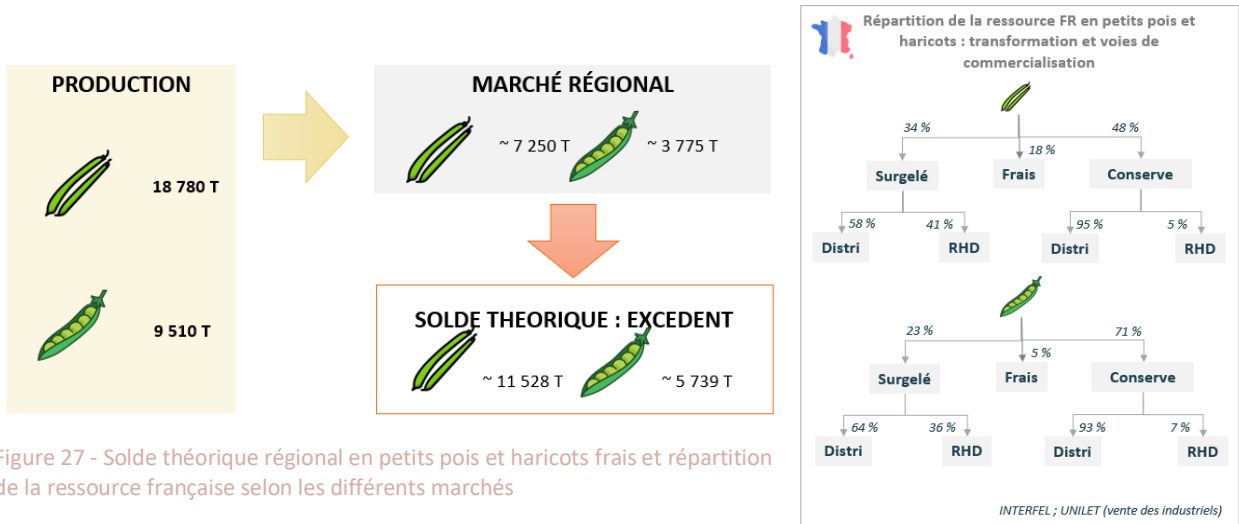 PRODUCTION
18 780 T
9 510 T
MARCHÉ RÉGIONAL
~ 7 250 T
~ 3 775 T
SOLDE THEORIQUE : EXCEDENT
~ 11 528 T
~ 5 739 T
Figure 27 - Solde théorique régional en petits pois et haricots frais et répartition
de la ressource française selon les différents marchés
Répartition de la ressource FR en petits pois et
haricots : transformation et voies de
commercialisation
34 %
48 %
18 %
Surgelé
Frais
Conserve
58 %
41 %
95 %
5 %
Distri
RHD
Distri
RHD
23 %
71 %
5 %
Surgelé
Frais
Conserve
64 %
36 %
93 %
7 %
Distri
RHD
Distri
RHD
INTERFEL ; UNILET (vente des industriels)